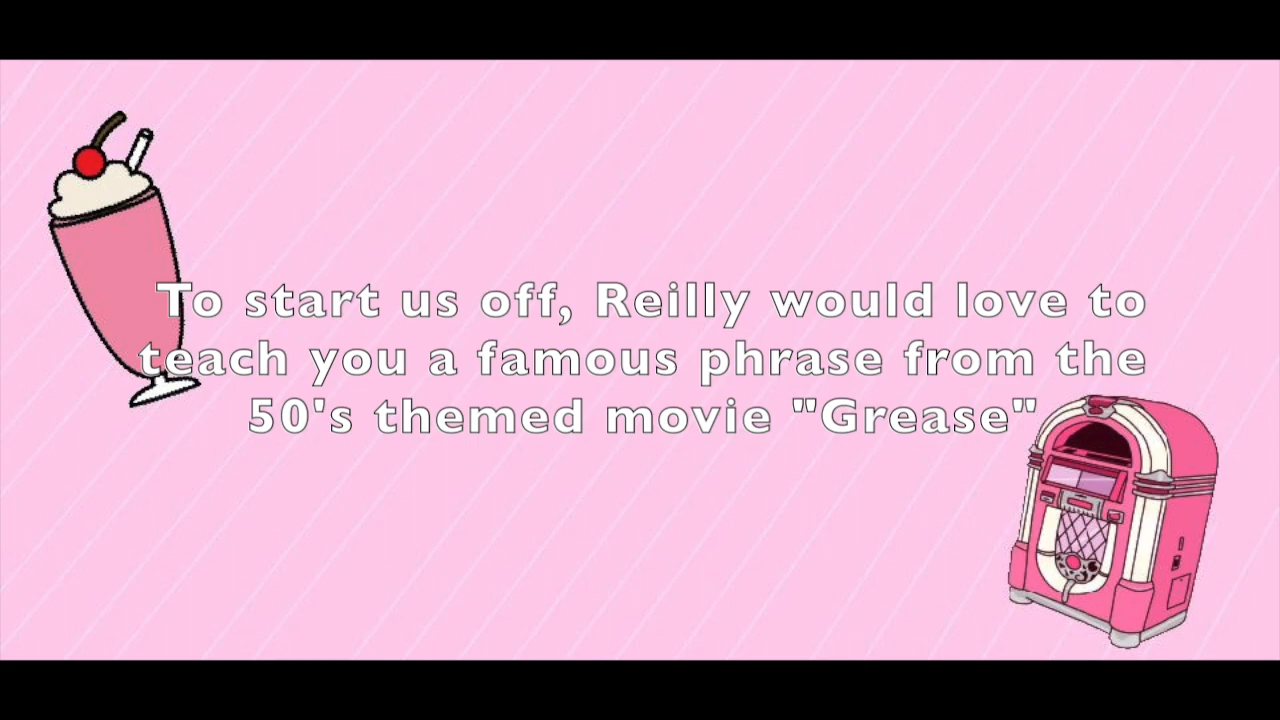 To start us off, Reilly would love to
teach you a famous phrase from the
50's themed movie "Grease"